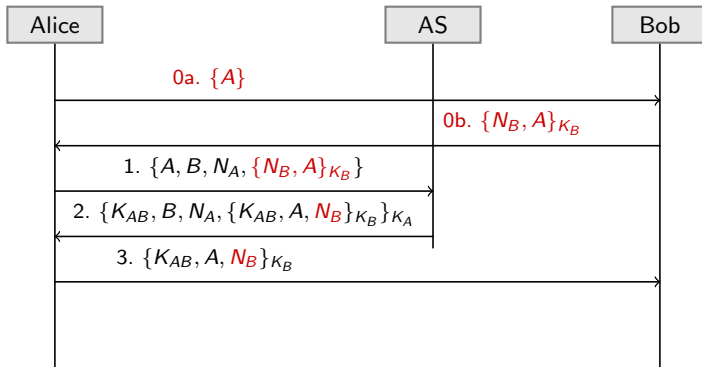 Alice AS Bob
0a. {A}
0b. {N_B, A}_{K_B}
1. {A, B, N_A, {N_B, A}_{K_B}}
2. {K_{AB}, B, N_A, {K_{AB}, A, N_B}_{K_B}}_{K_A}
3. {K_{AB}, A, N_B}_{K_B}